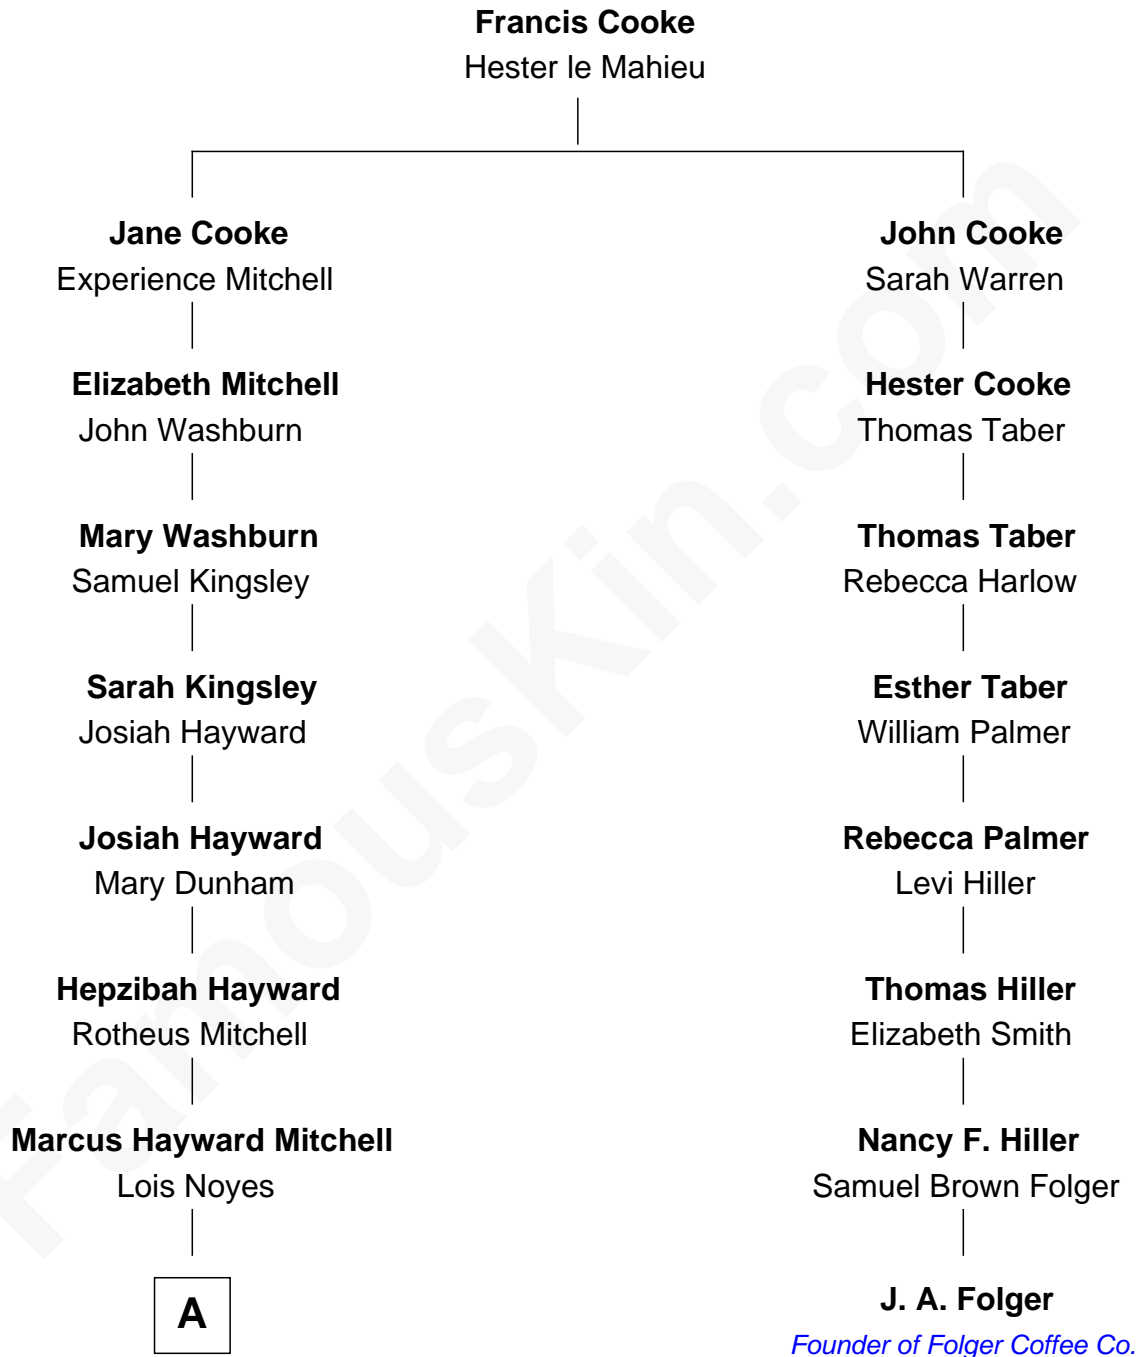 Francis Cooke
Hester le Mahieu
Jane Cooke
Experience Mitchell
John Cooke
Sarah Warren
Elizabeth Mitchell
John Washburn
Hester Cooke
Thomas Taber
Mary Washburn
Samuel Kingsley
Thomas Taber
Rebecca Harlow
Sarah Kingsley
Josiah Hayward
Esther Taber
William Palmer
Josiah Hayward
Mary Dunham
Rebecca Palmer
Levi Hiller
Hepzibah Hayward
Rotheus Mitchell
Thomas Hiller
Elizabeth Smith
Marcus Hayward Mitchell
Lois Noyes
Nancy F. Hiller
Samuel Brown Folger
A
J. A. Folger
Founder of Folger Coffee Co.
FamousKin.com